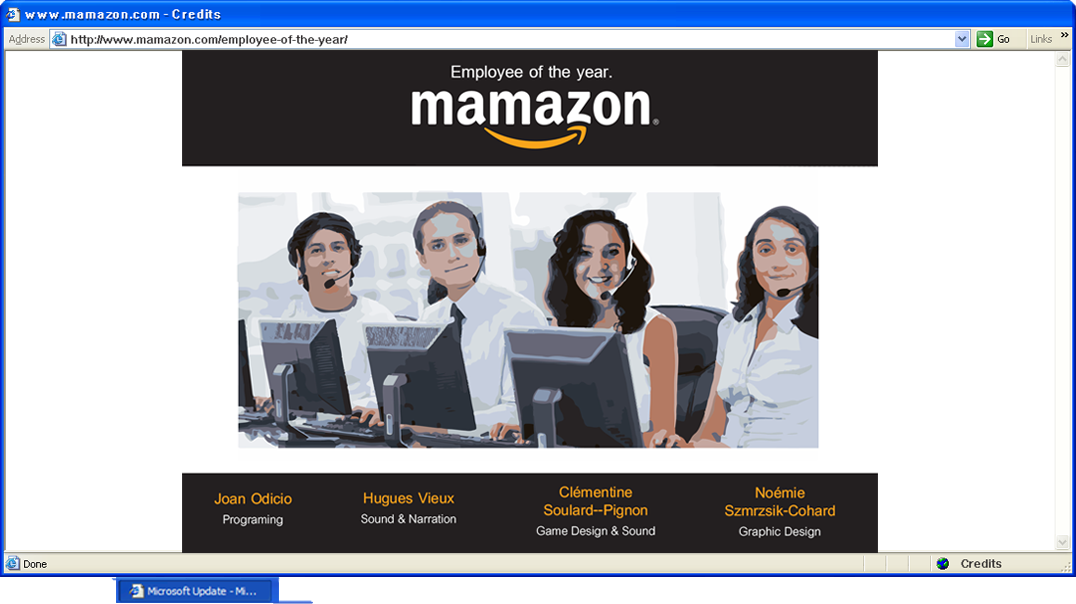 www.mamazon.com - Credits
Address http://www.mamazon.com/employee-of-the-year/ Go Links »
Employee of the year.
mamazon®
Joan Odicio
Programing
Hugues Vieux
Sound & Narration
Clémentine
Soulard--Pignon
Game Design & Sound
Noémie
Szmrzsik-Cohard
Graphic Design
Done
Credits
Microsoft Update - Mi...